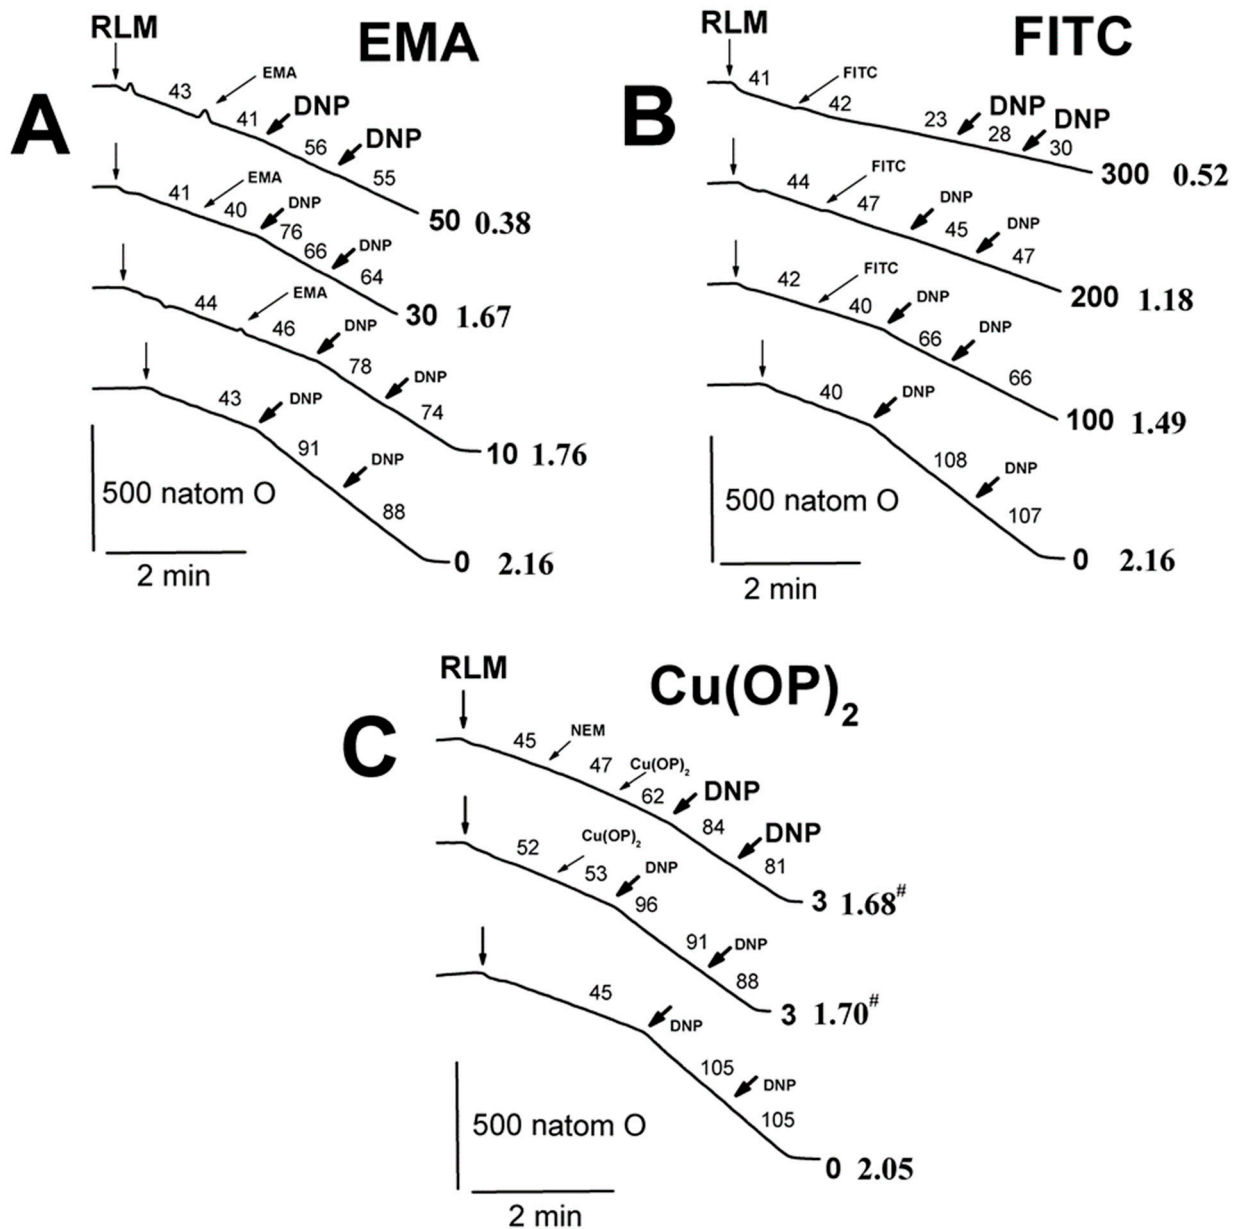 RLM
EMA
A
43
EMA
41
DNP
56
DNP
55
50 0.38
41
EMA
40
DNP
76
66
DNP
64
30 1.67
44
EMA
46
DNP
78
DNP
74
10 1.76
43
DNP
91
DNP
88
0 2.16
500 natom O
2 min
RLM
FITC
B
41
FITC
42
23
DNP
28
DNP
30
300 0.52
44
FITC
47
DNP
45
DNP
47
200 1.18
42
FITC
40
DNP
66
DNP
66
100 1.49
40
DNP
108
DNP
107
0 2.16
500 natom O
2 min
RLM
Cu(OP)2
C
45
NEM
47
Cu(OP)2
62
DNP
84
DNP
81
3 1.68#
52
Cu(OP)2
53
DNP
96
91
DNP
88
3 1.70#
45
DNP
105
DNP
105
0 2.05
500 natom O
2 min